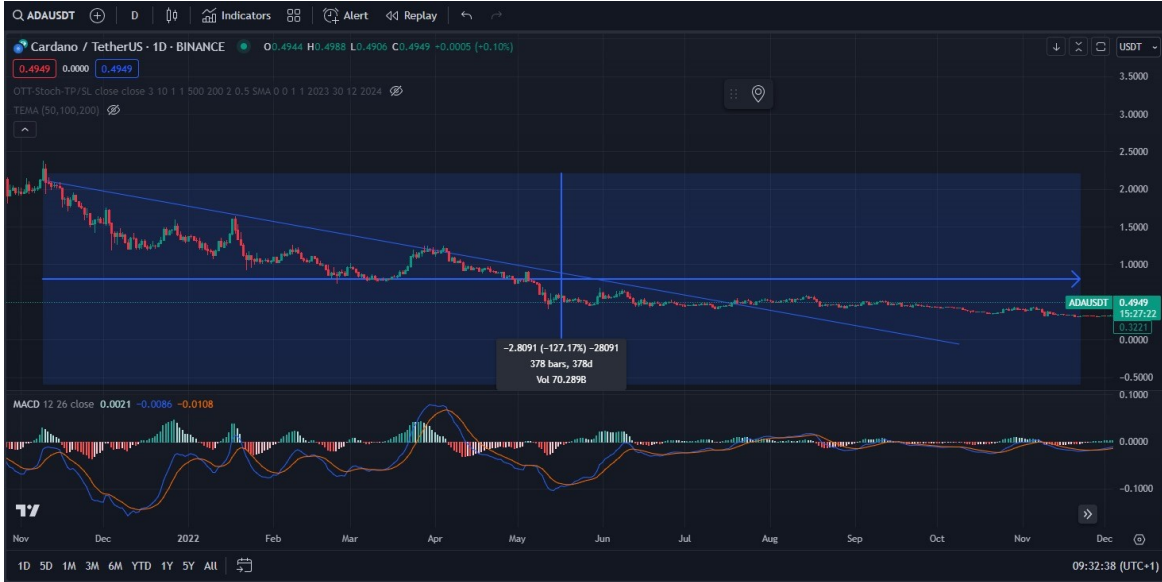 ADAUSDT D Indicators Alert Replay
Cardano / TetherUS · 1D · BINANCE O0.4944 H0.4988 L0.4906 C0.4949 +0.0005 (+0.10%) USDT
0.4949 0.0000 0.4949
OTT-Stoch-TP/SL close close 3 10 1 1 500 200 2 0.5 SMA 0 0 1 1 2023 30 12 2024
TEMA (50,100,200)
3.5000
3.0000
2.5000
2.0000
1.5000
1.0000
ADAUSDT 0.4949
15:27:22
0.3221
0.0000
−0.5000
−2.8091 (−127.17%) −28091
378 bars, 378d
Vol 70.289B
MACD 12 26 close 0.0021 −0.0086 −0.0108
0.1000
0.0000
−0.1000
Nov Dec 2022 Feb Mar Apr May Jun Jul Aug Sep Oct Nov Dec
1D 5D 1M 3M 6M YTD 1Y 5Y All 09:32:38 (UTC+1)